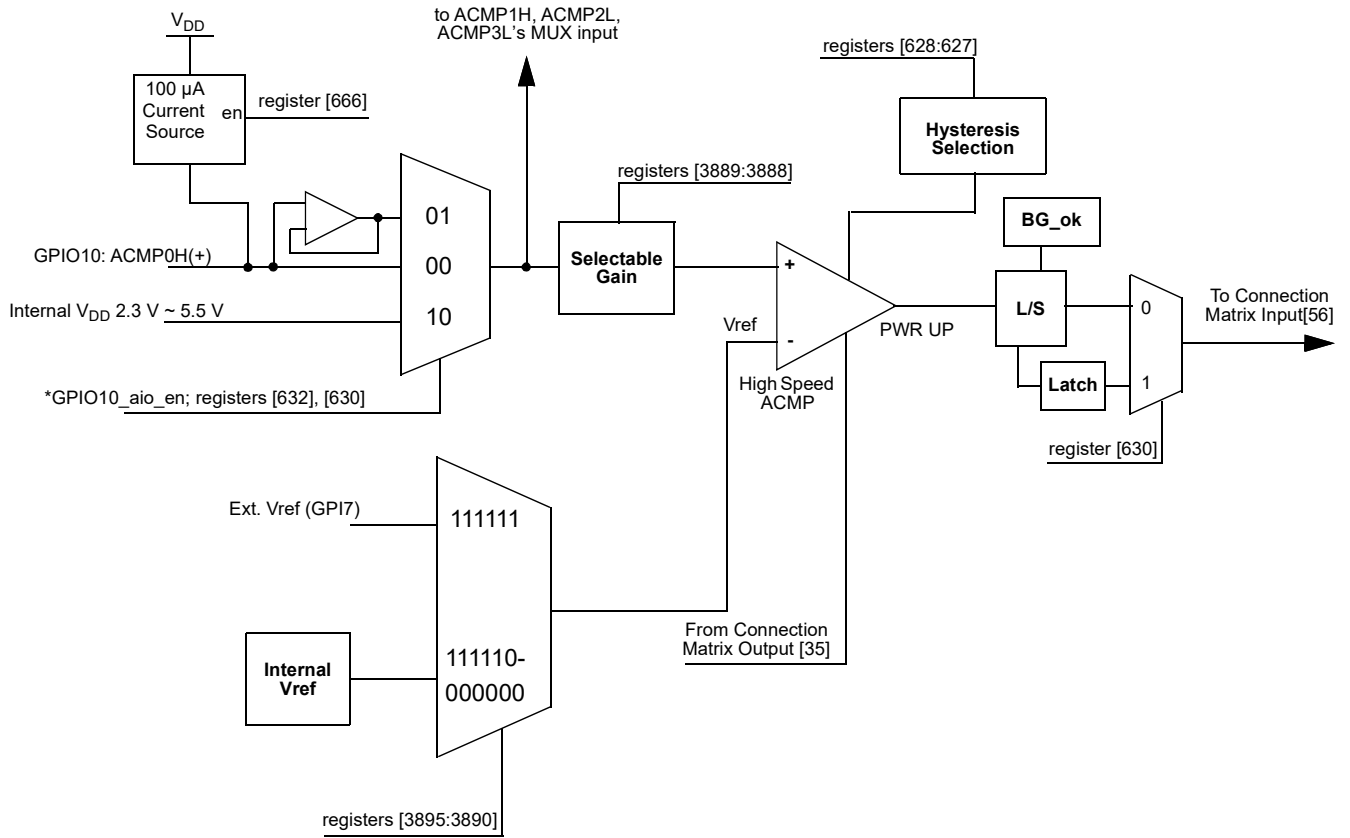 to ACMP1H, ACMP2L,
ACMP3L's MUX input
VDD
registers [628:627]
100 µA
Current
Source
en
register [666]
Hysteresis
Selection
registers [3889:3888]
01
BG_ok
GPIO10: ACMP0H(+)
00
Selectable
Gain
+
Internal VDD 2.3 V ~ 5.5 V
10
L/S
0
To Connection
Matrix Input[56]
Vref
-
PWR UP
High Speed
ACMP
Latch
1
*GPIO10_aio_en; registers [632], [630]
register [630]
Ext. Vref (GPI7)
111111
From Connection
Matrix Output [35]
Internal
Vref
111110-
000000
registers [3895:3890]